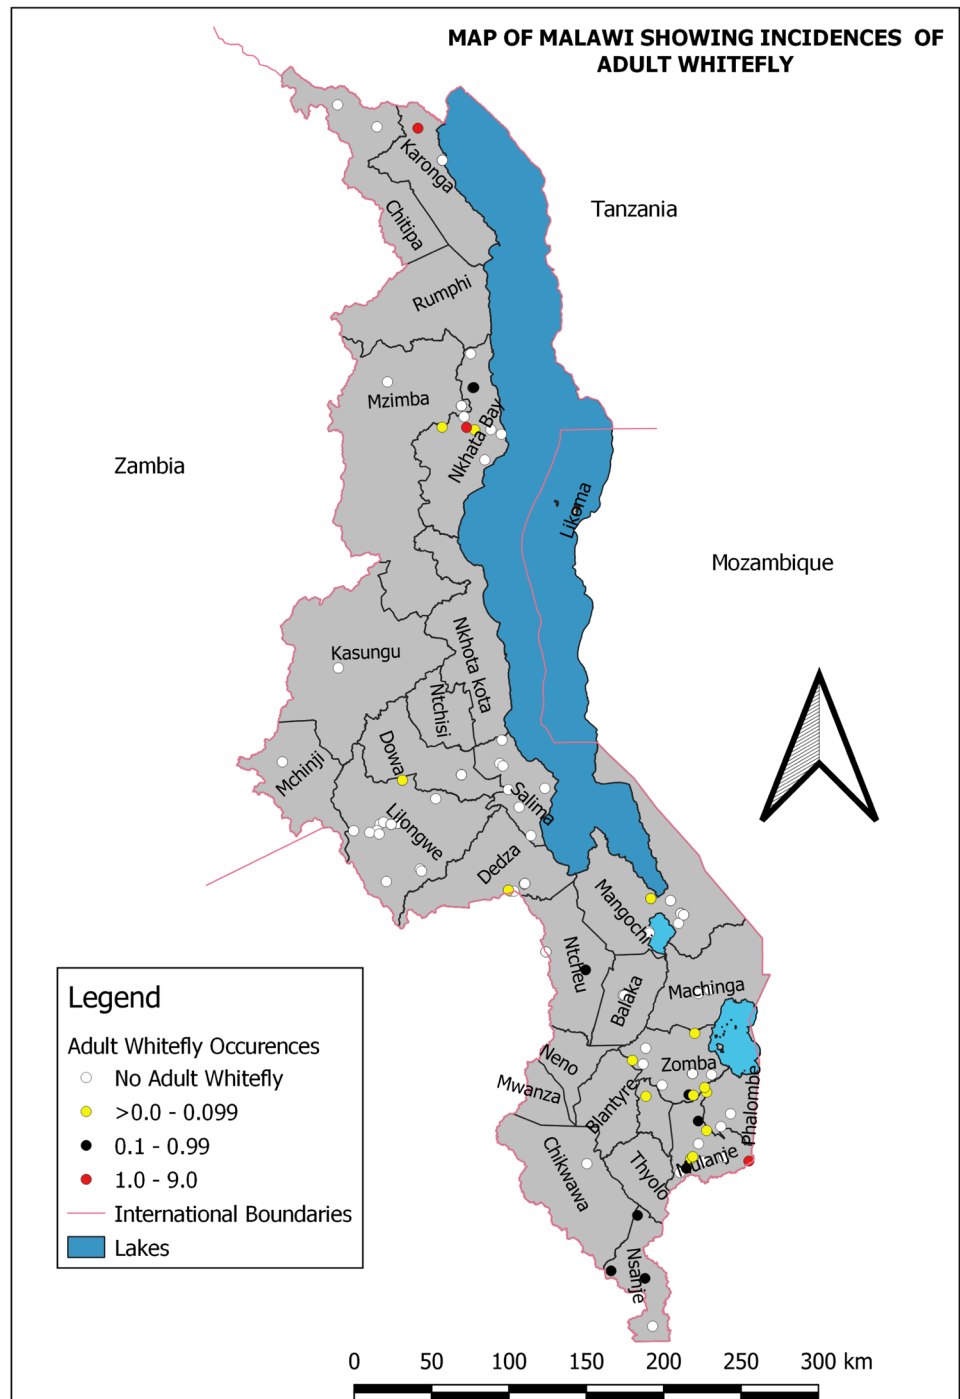 MAP OF MALAWI SHOWING INCIDENCES OF
ADULT WHITEFLY
Karonga
Tanzania
Chitipa
Rumphi
Mzimba
Nkhata Bay
Zambia
Likoma
Mozambique
Kasungu
Nkhota kota
Ntchisi
Dowa
Mchinji
Salima
Lilongwe
Dedza
Mangochi
Ntcheu
Balaka
Machinga
Neno
Zomba
Mwanza
Blantyre
Phalombe
Chikwawa
Thyolo
Mulanje
Nsanje
Legend
Adult Whitefly Occurences
No Adult Whitefly
>0.0 - 0.099
0.1 - 0.99
1.0 - 9.0
International Boundaries
Lakes
0 50 100 150 200 250 300 km